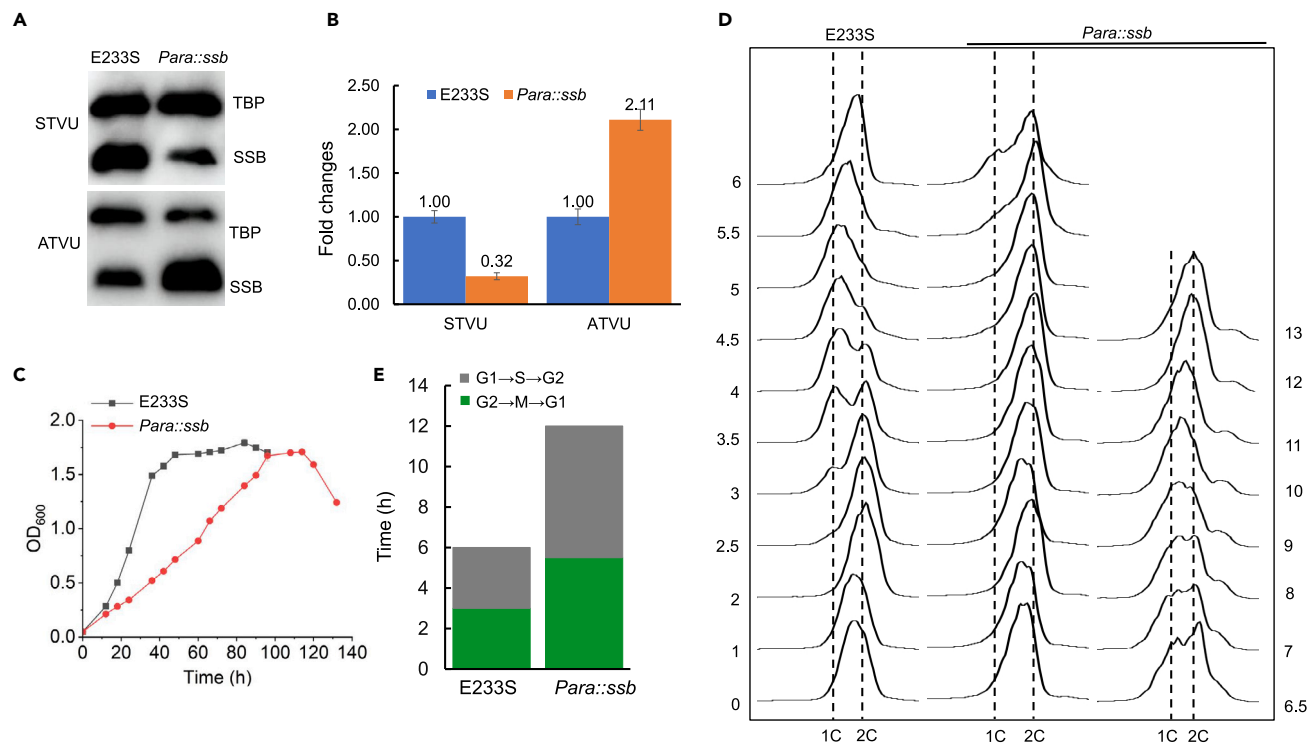 A
E233S Para::ssb
STVU
TBP
SSB
ATVU
TBP
SSB
B
Fold changes
2.50
2.00
1.50
1.00
0.50
0.00
E233S Para::ssb
1.00
0.32
1.00
2.11
STVU ATVU
C
E233S
Para::ssb
OD600
2.0
1.5
1.0
0.5
0.0
0 20 40 60 80 100 120 140
Time (h)
E
G1→S→G2
G2→M→G1
Time (h)
14
12
10
8
6
4
2
0
E233S Para::ssb
D
E233S Para::ssb
6
5.5
5
4.5
4
3.5
3
2.5
2
1
0
13
12
11
10
9
8
7
6.5
1C 2C 1C 2C 1C 2C